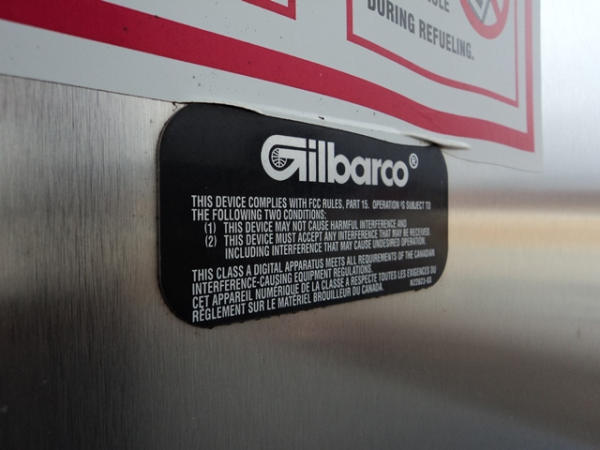 DURING REFUELING.
Gilbarco®
THIS DEVICE COMPLIES WITH FCC RULES, PART 15. OPERATION IS SUBJECT TO
THE FOLLOWING TWO CONDITIONS:
(1) THIS DEVICE MAY NOT CAUSE HARMFUL INTERFERENCE AND
(2) THIS DEVICE MUST ACCEPT ANY INTERFERENCE THAT MAY BE RECEIVED
INCLUDING INTERFERENCE THAT MAY CAUSE UNDESIRED OPERATION.
THIS CLASS A DIGITAL APPARATUS MEETS ALL REQUIREMENTS OF THE CANADIAN
INTERFERENCE-CAUSING EQUIPMENT REGULATIONS.
CET APPAREIL NUMÉRIQUE DE LA CLASSE A RESPECTE TOUTES LES EXIGENCES DU
RÈGLEMENT SUR LE MATÉRIEL BROUILLEUR DU CANADA.